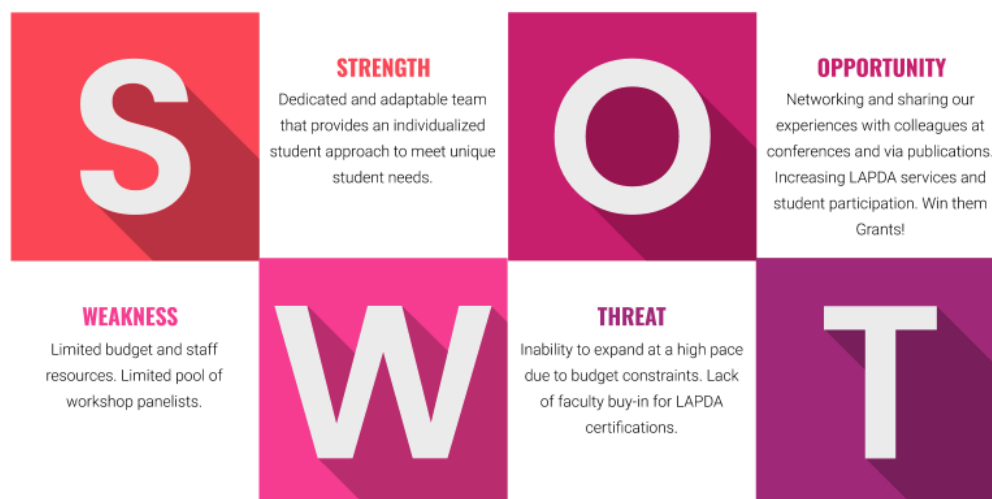 S
STRENGTH
Dedicated and adaptable team
that provides an individualized
student approach to meet unique
student needs.
O
OPPORTUNITY
Networking and sharing our
experiences with colleagues at
conferences and via publications.
Increasing LAPDA services and
student participation. Win them
Grants!
WEAKNESS
Limited budget and staff
resources. Limited pool of
workshop panelists.
W
THREAT
Inability to expand at a high pace
due to budget constraints. Lack
of faculty buy-in for LAPDA
certifications.
T